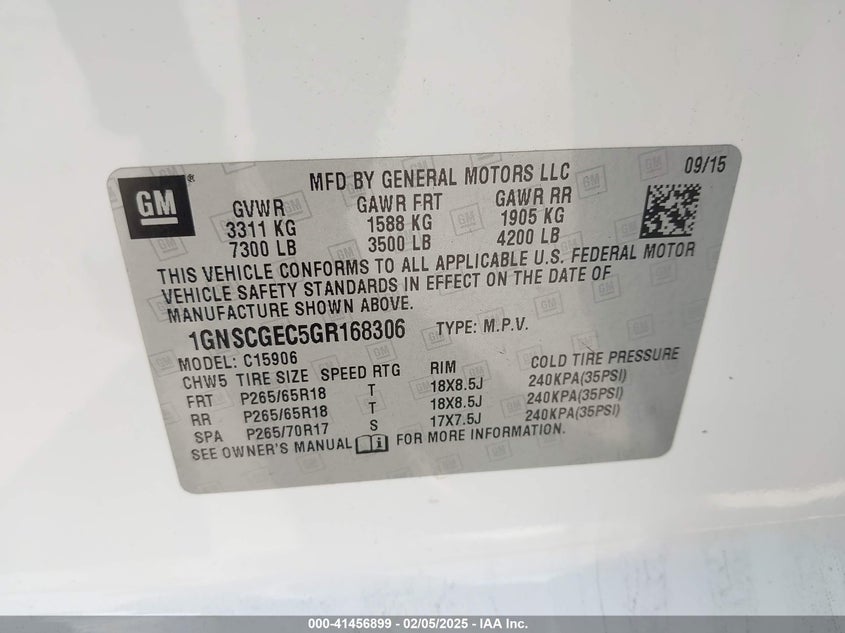 GM ®
MFD BY GENERAL MOTORS LLC 09/15
GVWR GAWR FRT GAWR RR
3311 KG 1588 KG 1905 KG
7300 LB 3500 LB 4200 LB
THIS VEHICLE CONFORMS TO ALL APPLICABLE U.S. FEDERAL MOTOR
VEHICLE SAFETY STANDARDS IN EFFECT ON THE DATE OF
MANUFACTURE SHOWN ABOVE.
1GNSCGEC5GR168306 TYPE: M.P.V.
MODEL: C15906
CHW5 TIRE SIZE SPEED RTG RIM COLD TIRE PRESSURE
FRT P265/65R18 T 18X8.5J 240KPA(35PSI)
RR P265/65R18 T 18X8.5J 240KPA(35PSI)
SPA P265/70R17 S 17X7.5J 240KPA(35PSI)
SEE OWNER'S MANUAL FOR MORE INFORMATION.
000-41456899 — 02/05/2025 — IAA Inc.